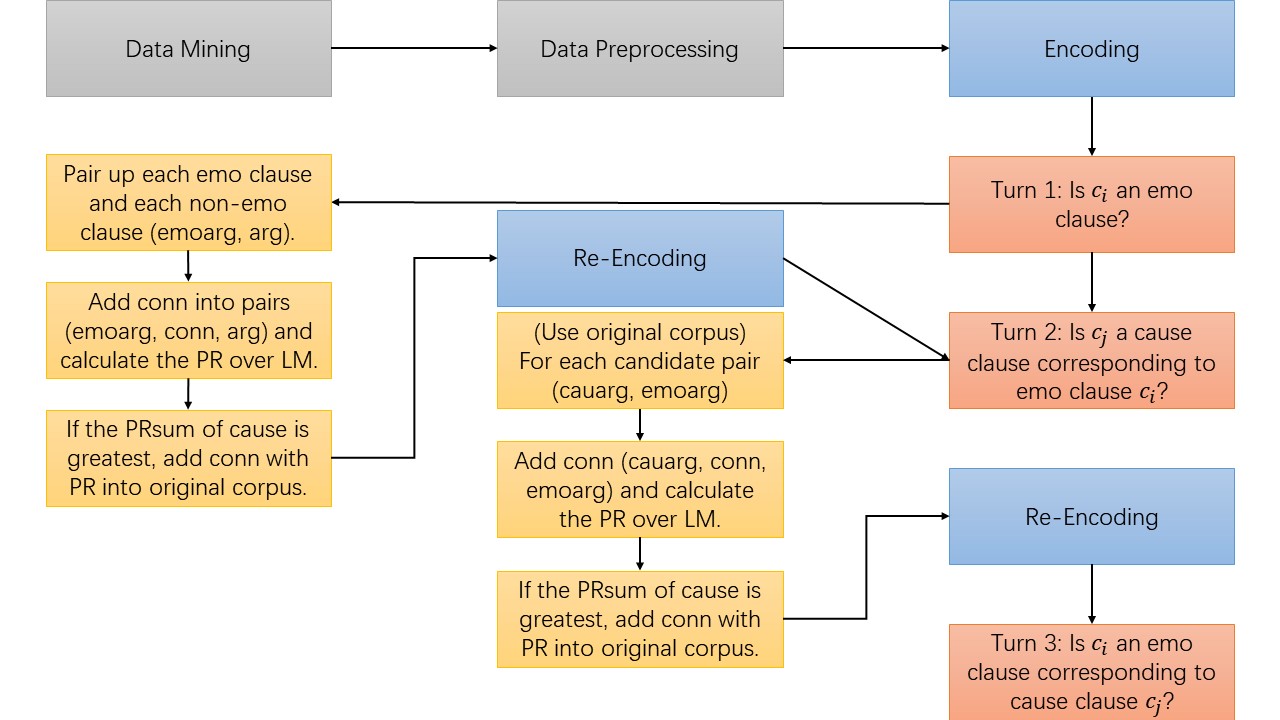 Data Mining
Data Preprocessing
Encoding
Turn 1: Is cᵢ an emo
clause?
Pair up each emo clause
and each non-emo
clause (emoarg, arg).
Add conn into pairs
(emoarg, conn, arg) and
calculate the PR over LM.
If the PRsum of cause is
greatest, add conn with
PR into original corpus.
Re-Encoding
Turn 2: Is cⱼ a cause
clause corresponding to
emo clause cᵢ?
(Use original corpus)
For each candidate pair
(cauarg, emoarg)
Add conn (cauarg, conn,
emoarg) and calculate
the PR over LM.
If the PRsum of cause is
greatest, add conn with
PR into original corpus.
Re-Encoding
Turn 3: Is cᵢ an emo
clause corresponding to
cause clause cⱼ?